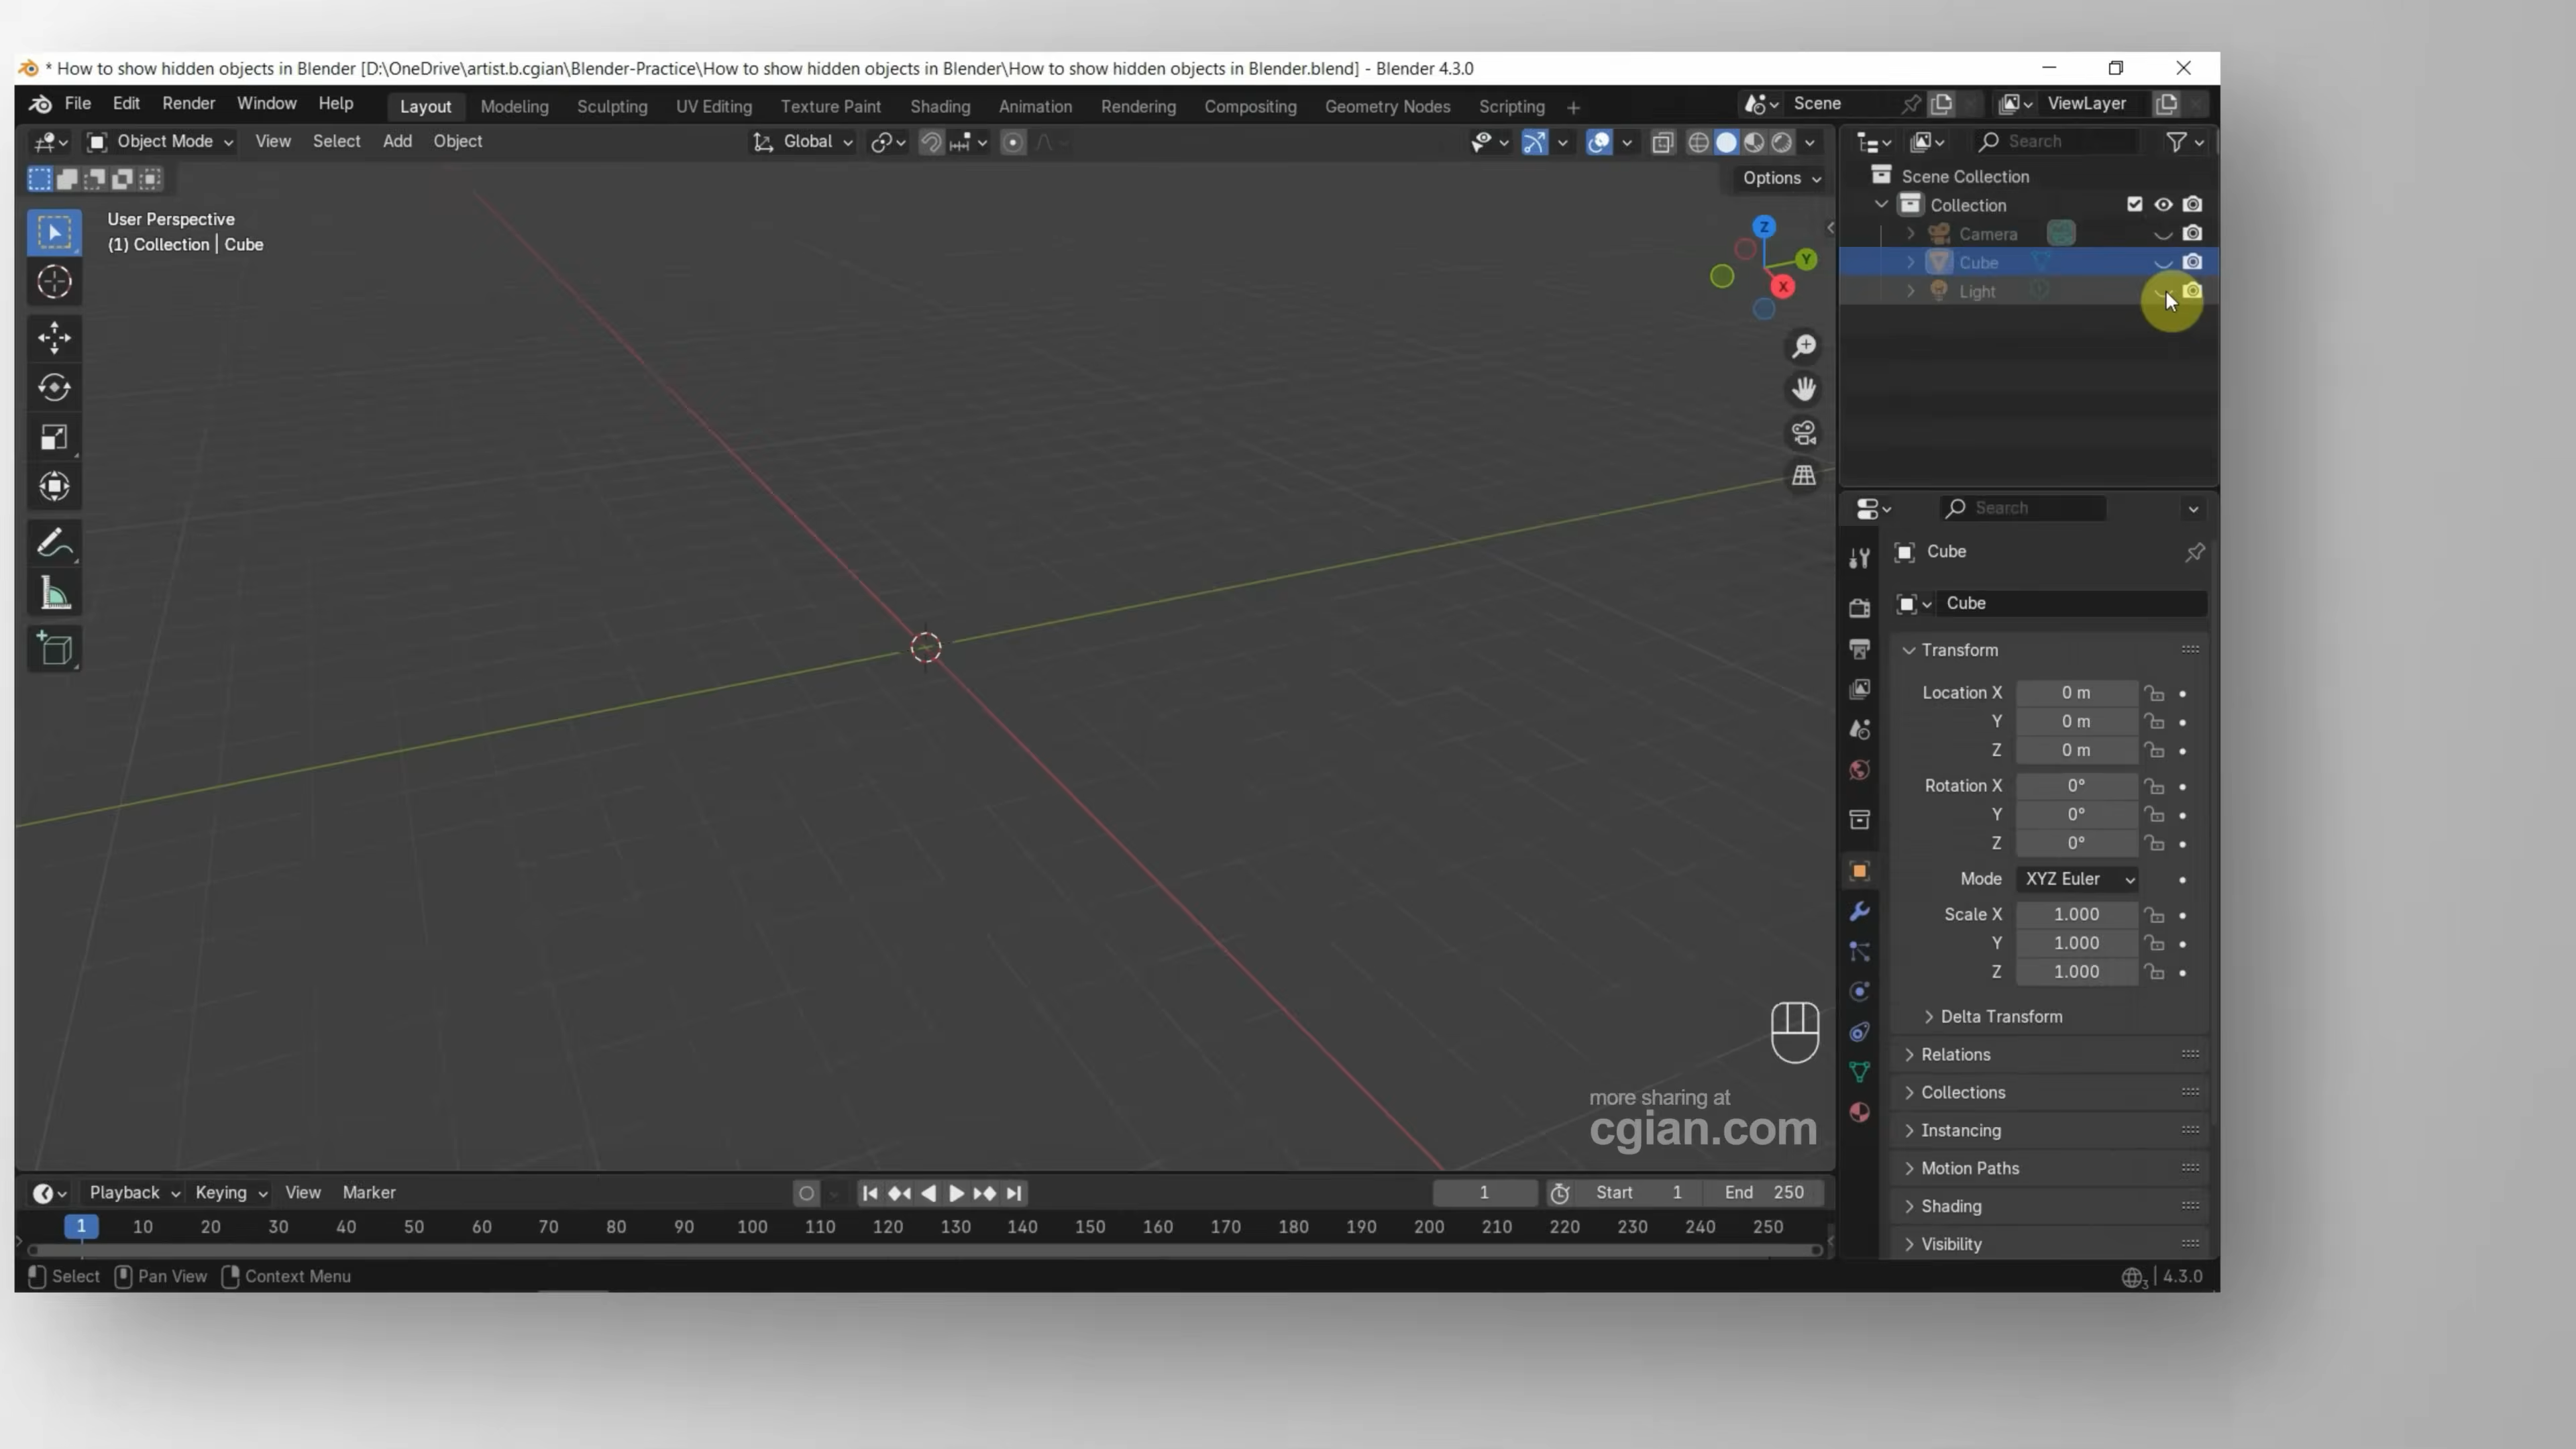 * How to show hidden objects in Blender [D:\OneDrive\artist.b.cgian\Blender-Practice\How to show hidden objects in Blender\How to show hidden objects in Blender.blend] - Blender 4.3.0
File Edit Render Window Help Layout Modeling Sculpting UV Editing Texture Paint Shading Animation Rendering Compositing Geometry Nodes Scripting + Scene ViewLayer
Object Mode View Select Add Object Global Search
Options
User Perspective
(1) Collection | Cube
Z
Y
X
Scene Collection
Collection
Camera
Cube
Light
Search
Cube
Cube
Transform
Location X 0 m
Y 0 m
Z 0 m
Rotation X 0°
Y 0°
Z 0°
Mode XYZ Euler
Scale X 1.000
Y 1.000
Z 1.000
Delta Transform
Relations
Collections
Instancing
Motion Paths
Shading
Visibility
more sharing at
cgian.com
Playback Keying View Marker 1 Start 1 End 250
1 10 20 30 40 50 60 70 80 90 100 110 120 130 140 150 160 170 180 190 200 210 220 230 240 250
Select Pan View Context Menu 3 | 4.3.0